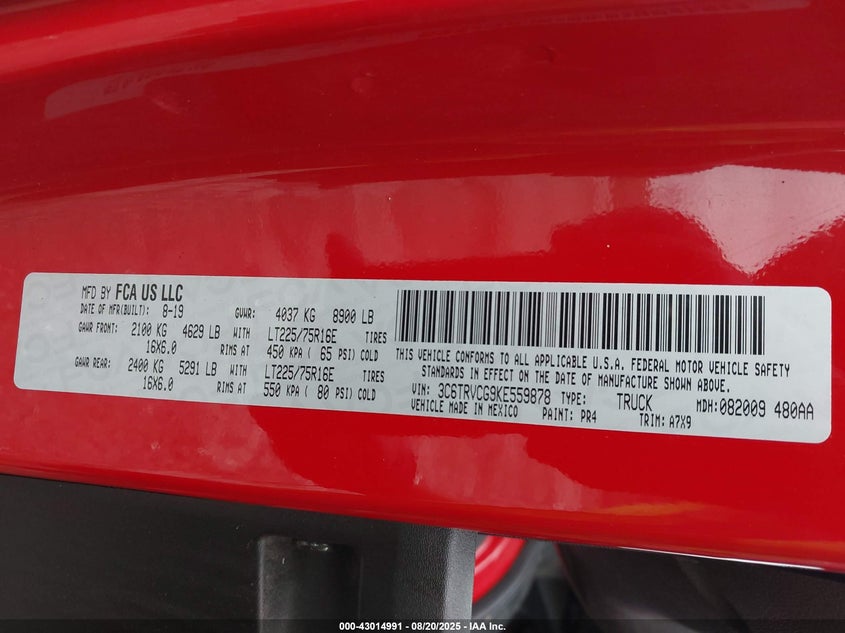 MFD BY FCA US LLC
DATE OF MFR(BUILT): 8-19 GVWR: 4037 KG 8900 LB
GAWR FRONT: 2100 KG 4629 LB WITH LT225/75R16E TIRES
16X6.0 RIMS AT 450 KPA ( 65 PSI) COLD
GAWR REAR: 2400 KG 5291 LB WITH LT225/75R16E TIRES
16X6.0 RIMS AT 550 KPA ( 80 PSI) COLD
THIS VEHICLE CONFORMS TO ALL APPLICABLE U.S.A. FEDERAL MOTOR VEHICLE SAFETY
STANDARDS IN EFFECT ON THE DATE OF MANUFACTURE SHOWN ABOVE.
VIN: 3C6TRVCG9KE559878 TYPE: TRUCK MDH:082009 480AA
VEHICLE MADE IN MEXICO PAINT: PR4 TRIM: A7X9
000-43014991 - 08/20/2025 - IAA Inc.